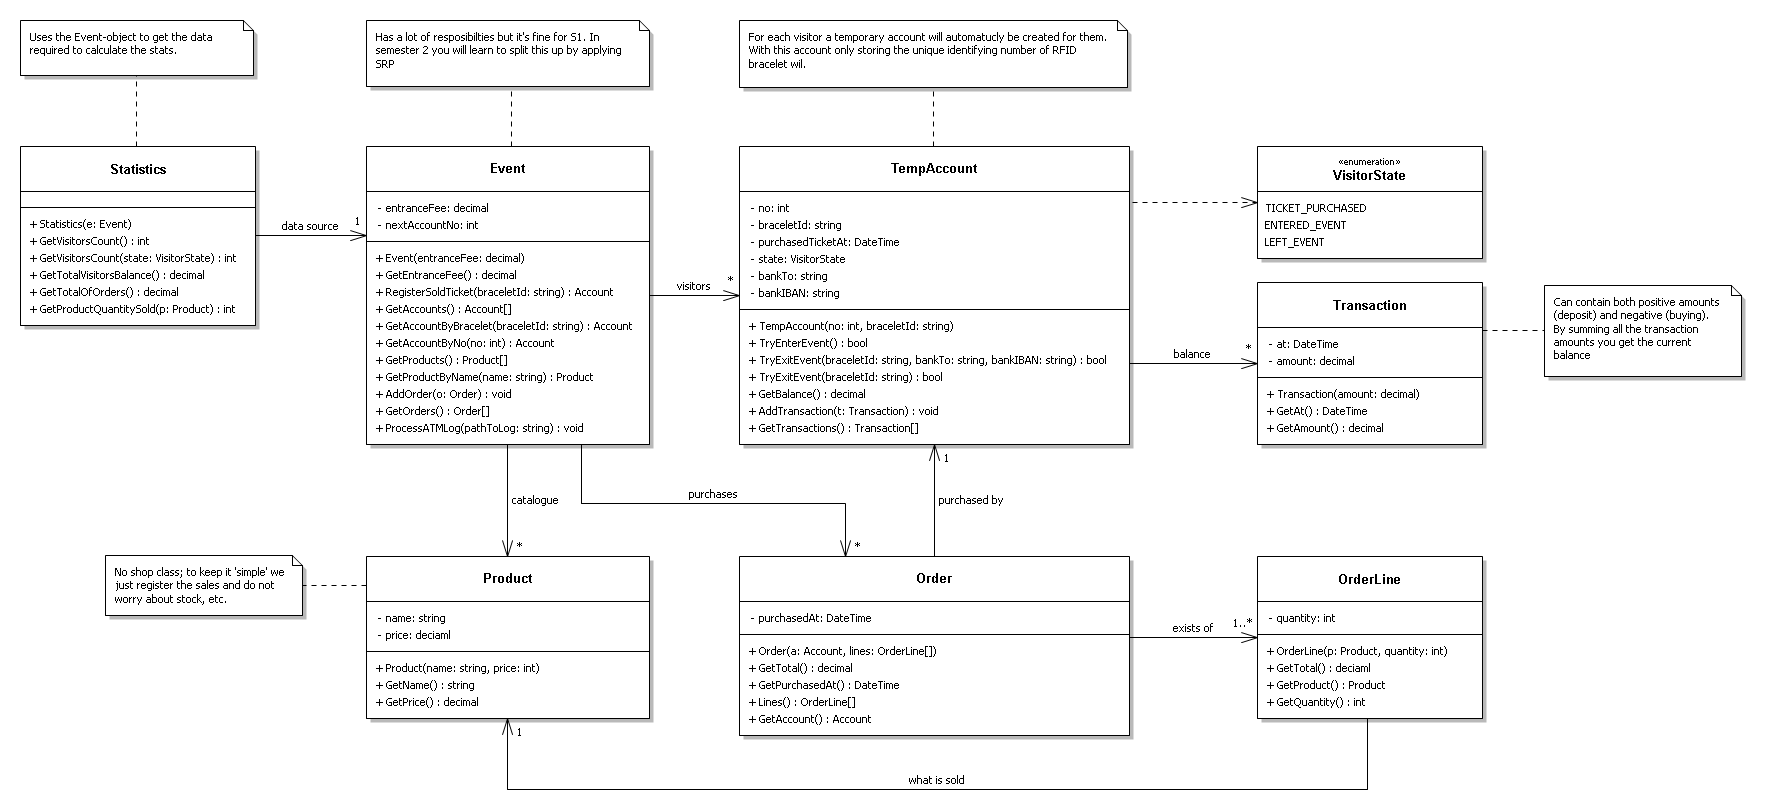 Uses the Event-object to get the data
required to calculate the stats.
Has a lot of resposibilties but it's fine for S1. In
semester 2 you will learn to split this up by applying
SRP
For each visitor a temporary account will automatucly be created for them.
With this account only storing the unique identifying number of RFID
bracelet wil.
Statistics
+ Statistics(e: Event)
+ GetVisitorsCount() : int
+ GetVisitorsCount(state: VisitorState) : int
+ GetTotalVisitorsBalance() : decimal
+ GetTotalOfOrders() : decimal
+ GetProductQuantitySold(p: Product) : int
data source
1
Event
- entranceFee: decimal
- nextAccountNo: int
+ Event(entranceFee: decimal)
+ GetEntranceFee() : decimal
+ RegisterSoldTicket(braceletId: string) : Account
+ GetAccounts() : Account[]
+ GetAccountByBracelet(braceletId: string) : Account
+ GetAccountByNo(no: int) : Account
+ GetProducts() : Product[]
+ GetProductByName(name: string) : Product
+ AddOrder(o: Order) : void
+ GetOrders() : Order[]
+ ProcessATMLog(pathToLog: string) : void
visitors
*
TempAccount
- no: int
- braceletId: string
- purchasedTicketAt: DateTime
- state: VisitorState
- bankTo: string
- bankIBAN: string
+ TempAccount(no: int, braceletId: string)
+ TryEnterEvent() : bool
+ TryExitEvent(braceletId: string, bankTo: string, bankIBAN: string) : bool
+ TryExitEvent(braceletId: string) : bool
+ GetBalance() : decimal
+ AddTransaction(t: Transaction) : void
+ GetTransactions() : Transaction[]
«enumeration»
VisitorState
TICKET_PURCHASED
ENTERED_EVENT
LEFT_EVENT
balance
*
Transaction
- at: DateTime
- amount: decimal
+ Transaction(amount: decimal)
+ GetAt() : DateTime
+ GetAmount() : decimal
Can contain both positive amounts
(deposit) and negative (buying).
By summing all the transaction
amounts you get the current
balance
catalogue
*
purchases
*
purchased by
1
No shop class; to keep it 'simple' we
just register the sales and do not
worry about stock, etc.
Product
- name: string
- price: deciaml
+ Product(name: string, price: int)
+ GetName() : string
+ GetPrice() : decimal
Order
- purchasedAt: DateTime
+ Order(a: Account, lines: OrderLine[])
+ GetTotal() : decimal
+ GetPurchasedAt() : DateTime
+ Lines() : OrderLine[]
+ GetAccount() : Account
exists of
1..*
OrderLine
- quantity: int
+ OrderLine(p: Product, quantity: int)
+ GetTotal() : deciaml
+ GetProduct() : Product
+ GetQuantity() : int
1
what is sold